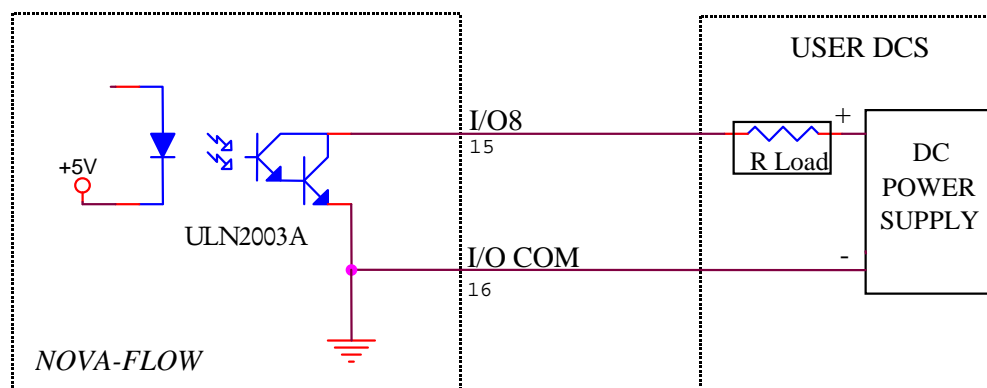 USER DCS
I/O8
15
+
R Load
DC
POWER
SUPPLY
+5V
ULN2003A
I/O COM
16
-
NOVA-FLOW